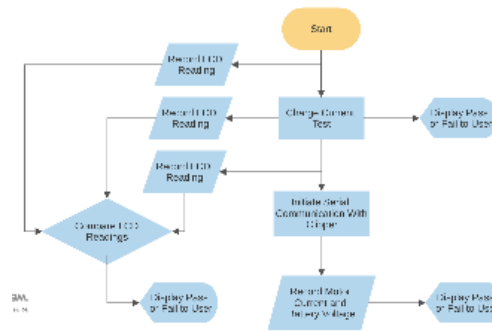 Start
Record LCD
Reading
Record LCD
Reading
Charge Current
Test
Display Pass
or Fail to User
Record LCD
Reading
Initiate Serial
Communication With
Clipper
Compare LCD
Readings
Record Motor
Current and
Battery Voltage
Display Pass
or Fail to User
Display Pass
or Fail to User